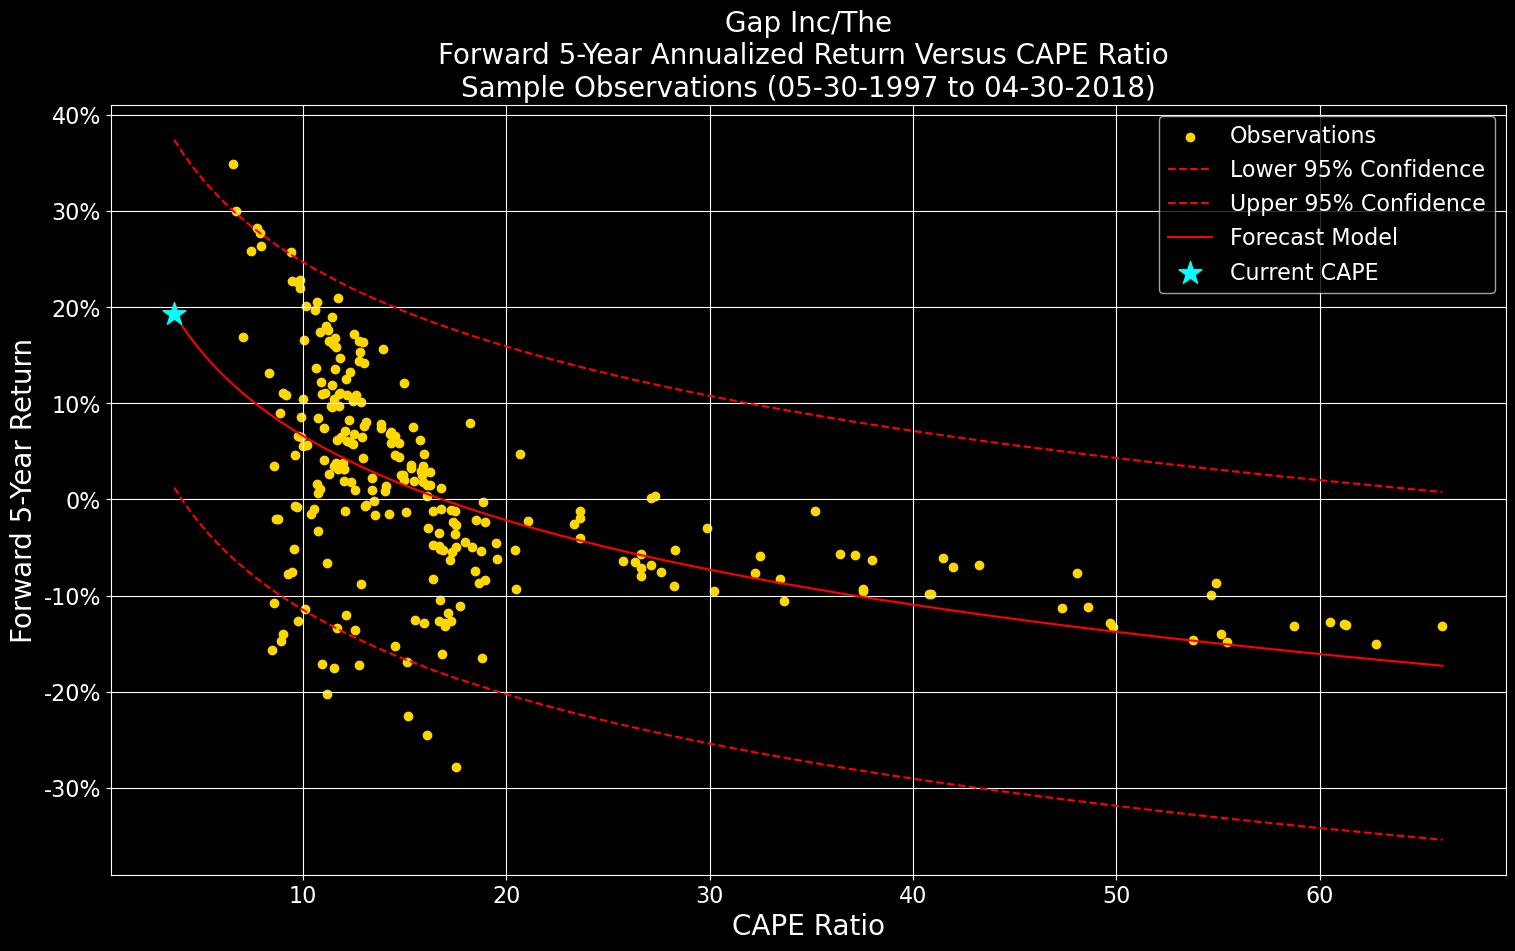 Gap Inc/The
Forward 5-Year Annualized Return Versus CAPE Ratio
Sample Observations (05-30-1997 to 04-30-2018)
Observations
Lower 95% Confidence
Upper 95% Confidence
Forecast Model
Current CAPE
Forward 5-Year Return
40%
30%
20%
10%
0%
-10%
-20%
-30%
10 20 30 40 50 60
CAPE Ratio